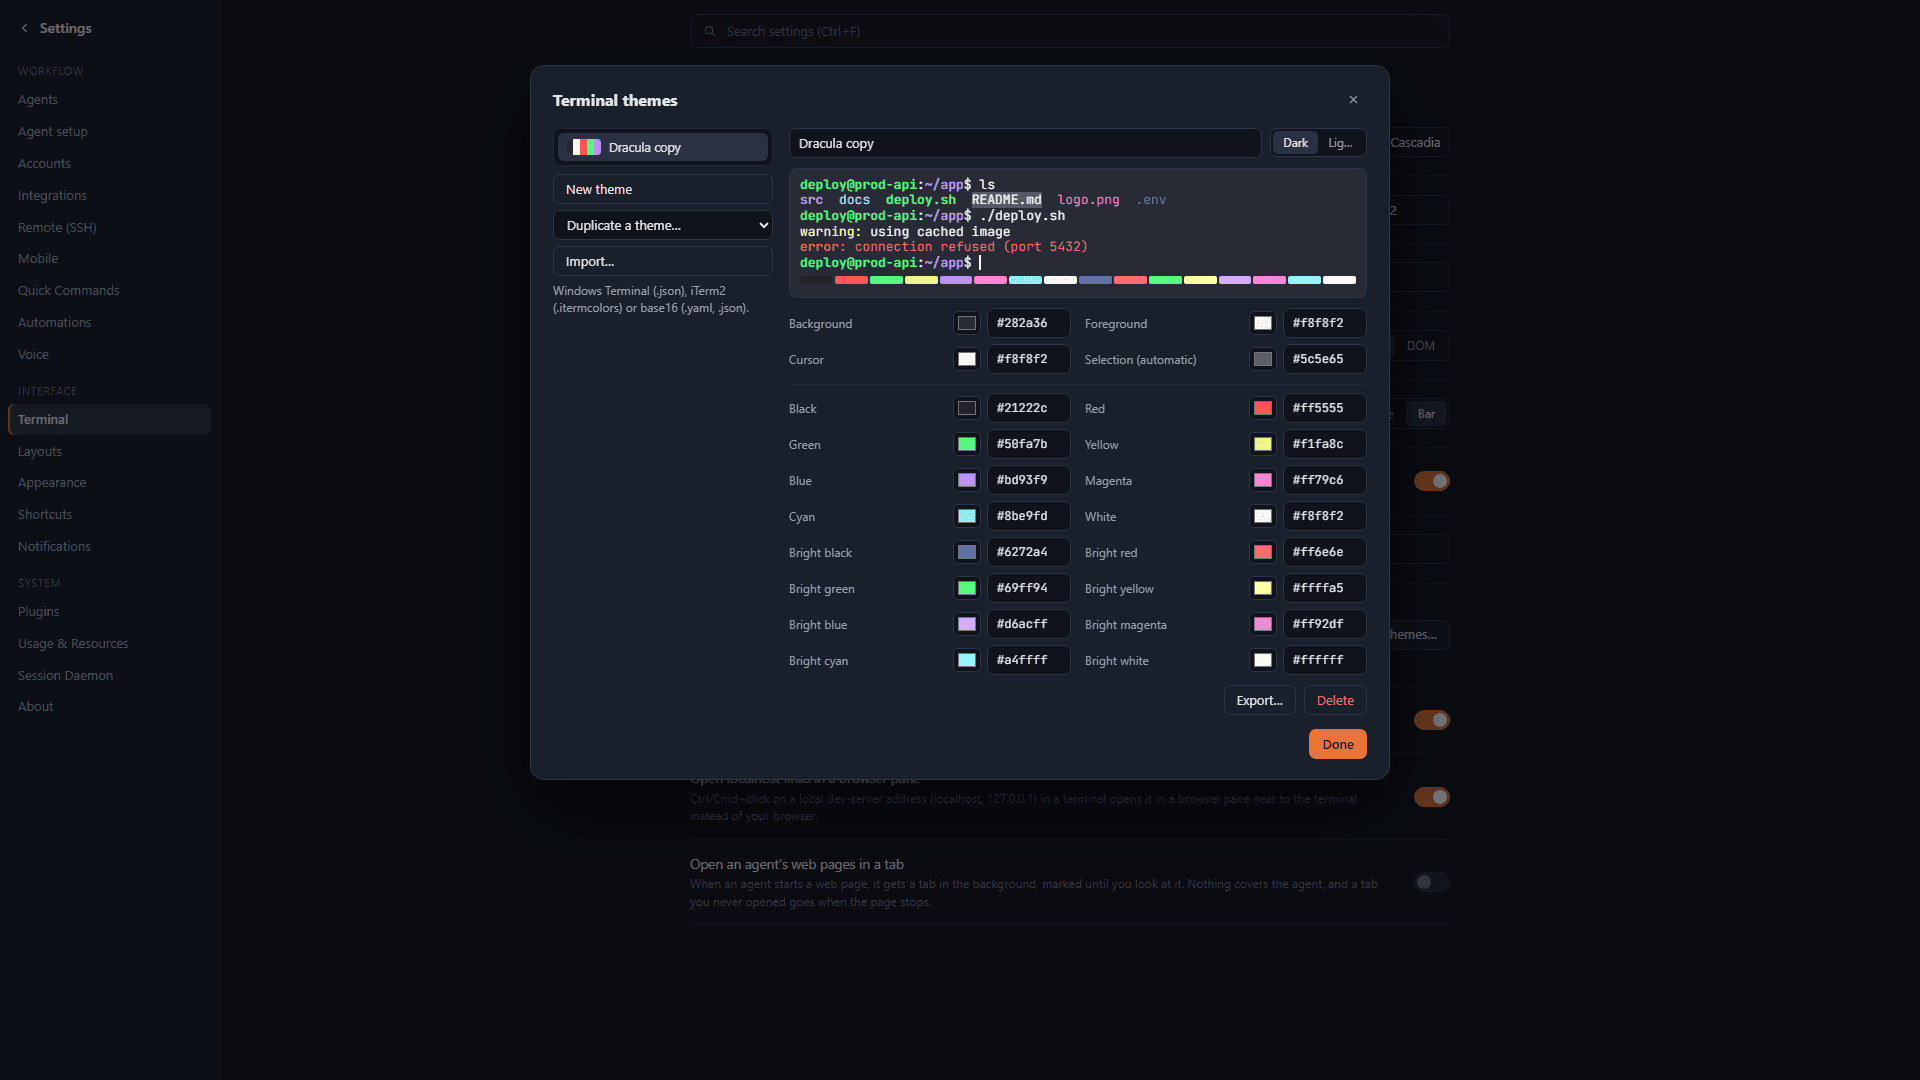 Settings
Search settings (Ctrl+F)
WORKFLOW
Agents
Agent setup
Accounts
Integrations
Remote (SSH)
Mobile
Quick Commands
Automations
Voice
INTERFACE
Terminal
Layouts
Appearance
Shortcuts
Notifications
SYSTEM
Plugins
Usage & Resources
Session Daemon
About
Terminal themes
Dracula copy
New theme
Duplicate a theme...
Import...
Windows Terminal (.json), iTerm2
(.itermcolors) or base16 (.yaml, .json).
Dracula copy
Dark Lig...
deploy@prod-api:~/app$ ls
src docs deploy.sh README.md logo.png .env
deploy@prod-api:~/app$ ./deploy.sh
warning: using cached image
error: connection refused (port 5432)
deploy@prod-api:~/app$
Background #282a36 Foreground #f8f8f2
Cursor #f8f8f2 Selection (automatic) #5c5e65
Black #21222c Red #ff5555
Green #50fa7b Yellow #f1fa8c
Blue #bd93f9 Magenta #ff79c6
Cyan #8be9fd White #f8f8f2
Bright black #6272a4 Bright red #ff6e6e
Bright green #69ff94 Bright yellow #ffffa5
Bright blue #d6acff Bright magenta #ff92df
Bright cyan #a4ffff Bright white #ffffff
Export... Delete
Done
Cascadia
2
DOM
Bar
hemes...
Open localhost links in a browser pane
Ctrl/Cmd+click on a local dev-server address (localhost, 127.0.0.1) in a terminal opens it in a browser pane next to the terminal
instead of your browser.
Open an agent's web pages in a tab
When an agent starts a web page, it gets a tab in the background, marked until you look at it. Nothing covers the agent, and a tab
you never opened goes when the page stops.